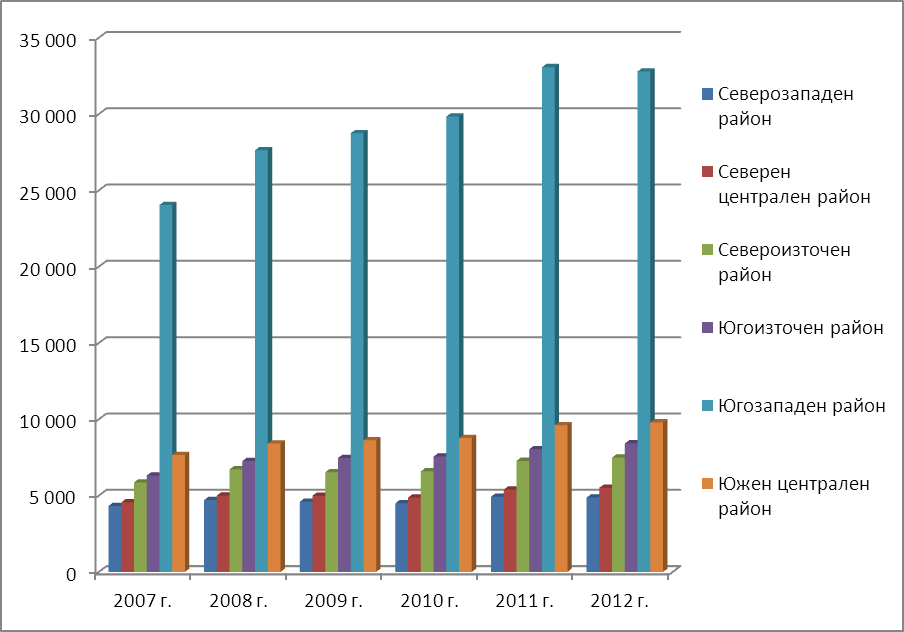 35 000
30 000
25 000
20 000
15 000
10 000
5 000
0
2007 г. 2008 г. 2009 г. 2010 г. 2011 г. 2012 г.
Северозападен
район
Северен
централен район
Североизточен
район
Югоизточен район
Югозападен район
Южен централен
район